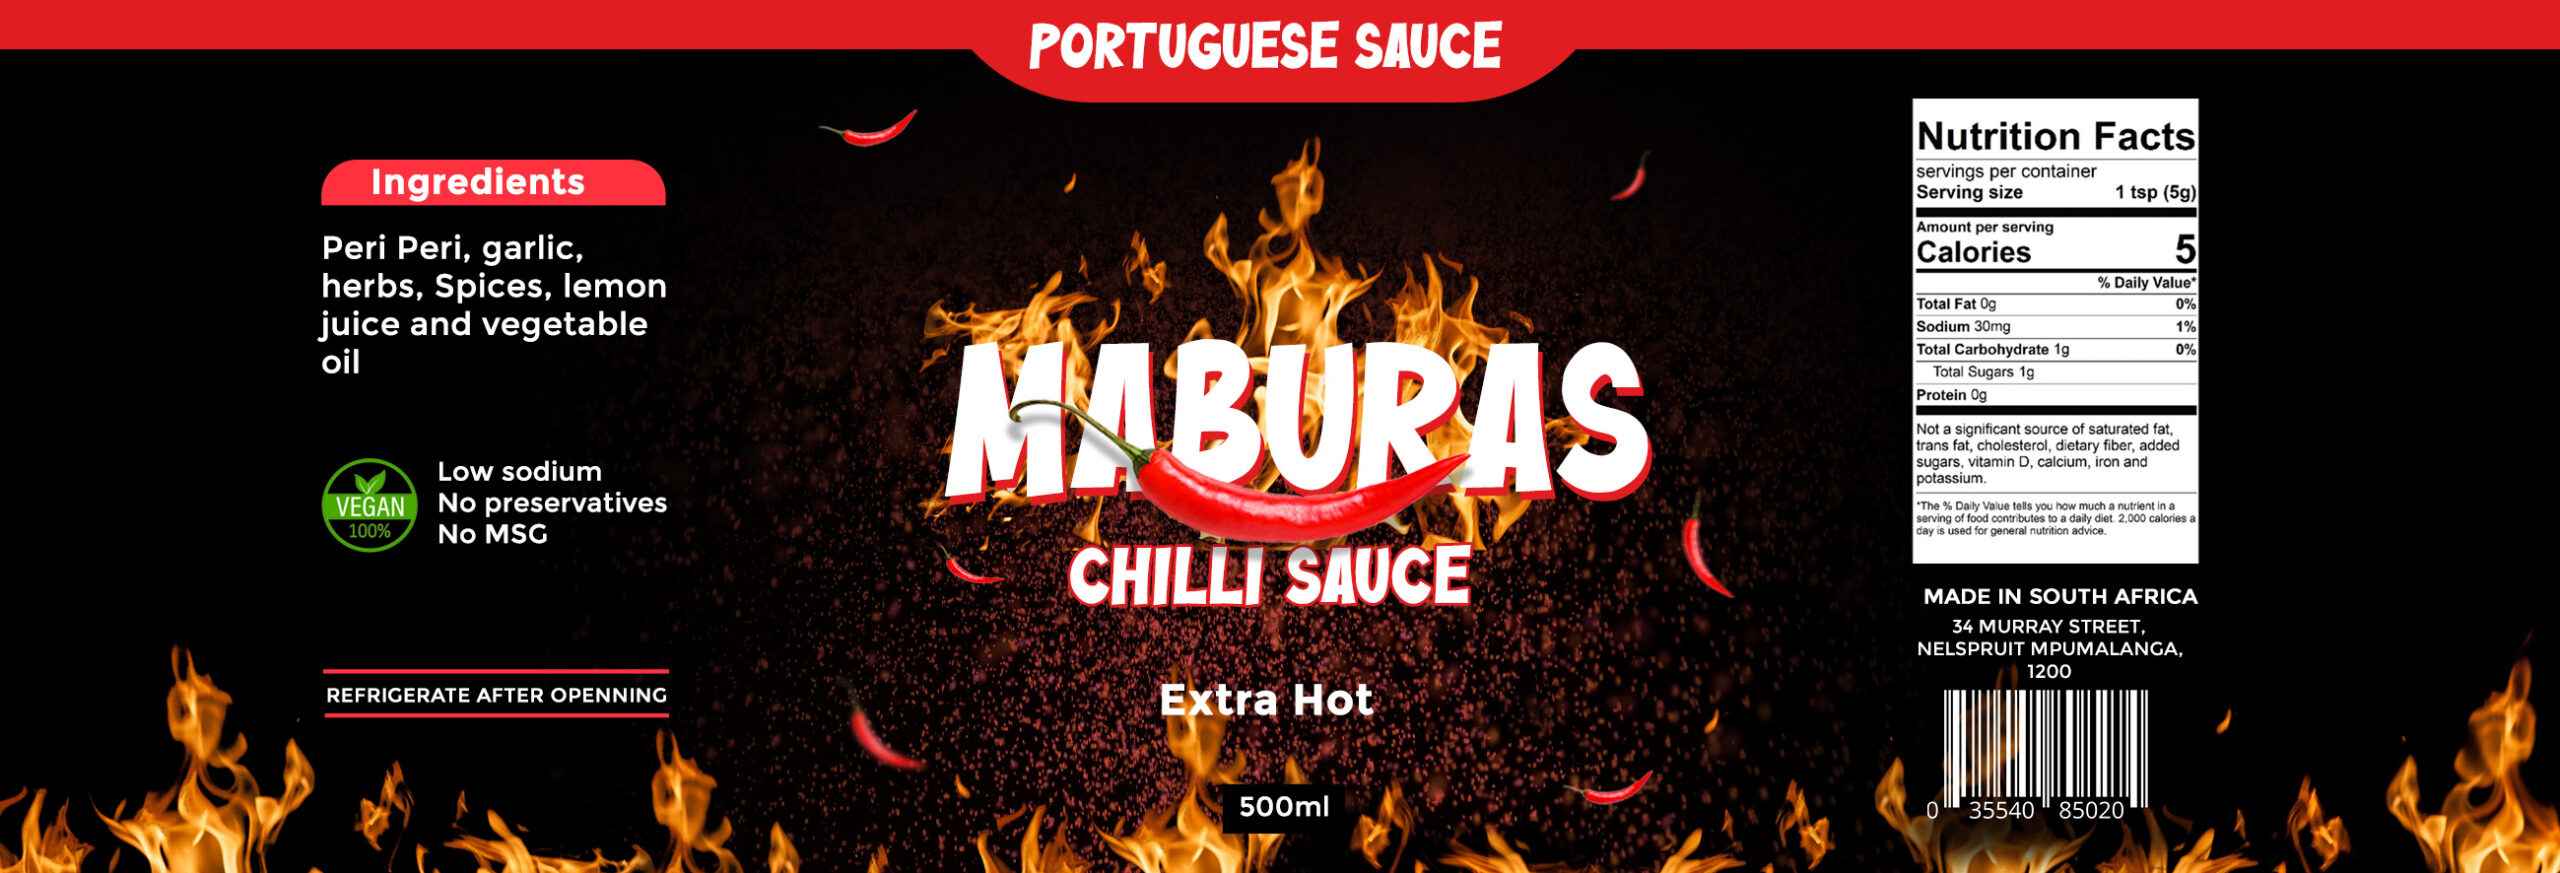 PORTUGUESE SAUCE
Ingredients
Peri Peri, garlic,
herbs, Spices, lemon
juice and vegetable
oil
VEGAN
100%
Low sodium
No preservatives
No MSG
REFRIGERATE AFTER OPENNING
MABURAS
CHILLI SAUCE
Extra Hot
500ml
Nutrition Facts
servings per container
Serving size 1 tsp (5g)
Amount per serving
Calories 5
% Daily Value*
Total Fat 0g 0%
Sodium 30mg 1%
Total Carbohydrate 1g 0%
Total Sugars 1g
Protein 0g
Not a significant source of saturated fat,
trans fat, cholesterol, dietary fiber, added
sugars, vitamin D, calcium, iron and
potassium.
*The % Daily Value tells you how much a nutrient in a
serving of food contributes to a daily diet. 2,000 calories a
day is used for general nutrition advice.
MADE IN SOUTH AFRICA
34 MURRAY STREET,
NELSPRUIT MPUMALANGA,
1200
0 35540 85020